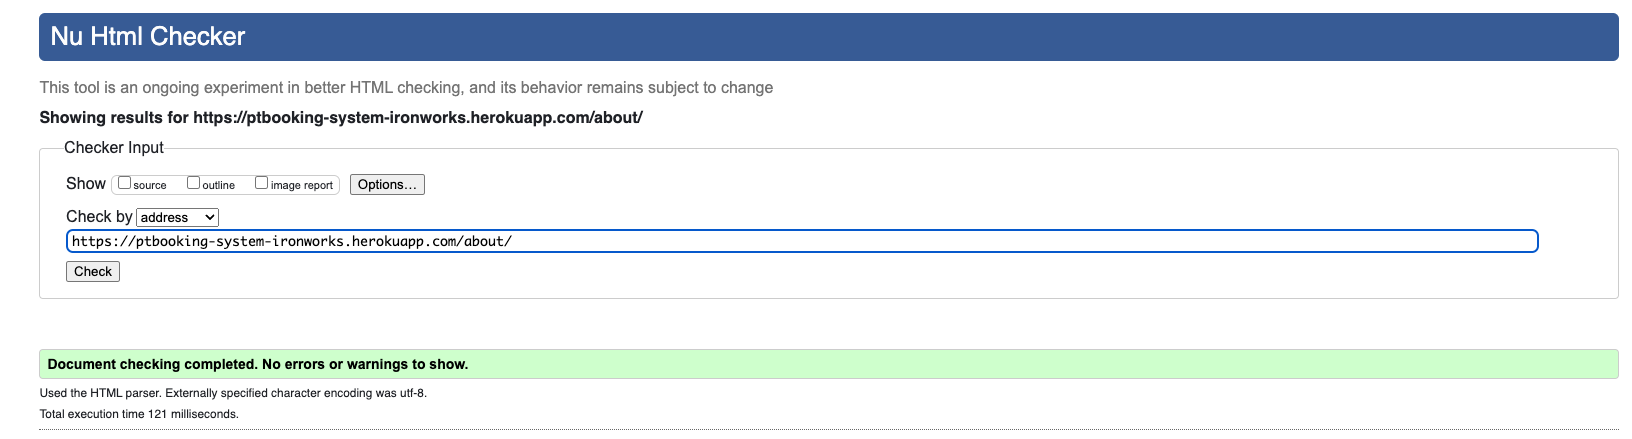 Nu Html Checker
This tool is an ongoing experiment in better HTML checking, and its behavior remains subject to change
Showing results for https://ptbooking-system-ironworks.herokuapp.com/about/
Checker Input
Show source outline image report Options...
Check by address
https://ptbooking-system-ironworks.herokuapp.com/about/
Check
Document checking completed. No errors or warnings to show.
Used the HTML parser. Externally specified character encoding was utf-8.
Total execution time 121 milliseconds.